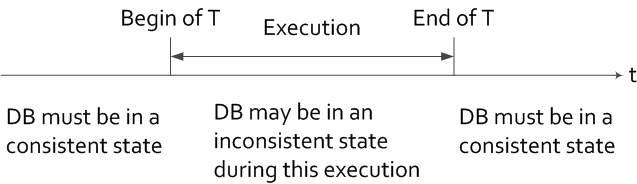 Begin of T
Execution
End of T
t
DB must be in a
consistent state
DB may be in an
inconsistent state
during this execution
DB must be in a
consistent state